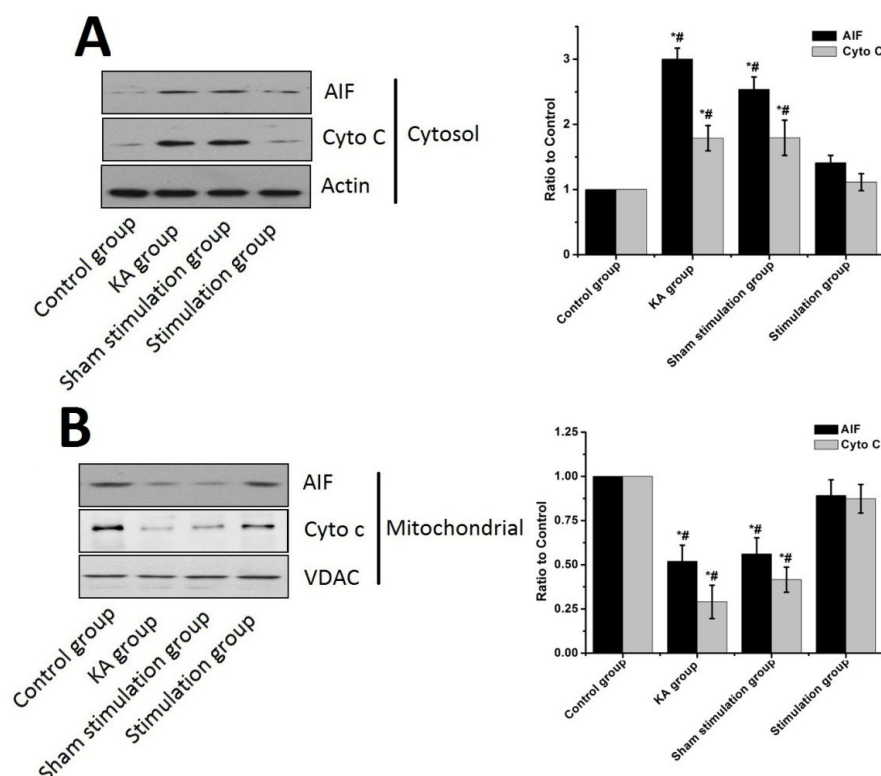 A
AIF
Cyto C
Actin
Cytosol
Control group
KA group
Sham stimulation group
Stimulation group
AIF
Cyto C
Ratio to Control
3
2
1
0
*#
*#
*#
*#
Control group
KA group
Sham stimulation group
Stimulation group
B
AIF
Cyto c
VDAC
Mitochondrial
Control group
KA group
Sham stimulation group
Stimulation group
AIF
Cyto C
Ratio to Control
1.25
1.00
0.75
0.50
0.25
0.00
*#
*#
*#
*#
Control group
KA group
Sham stimulation group
Stimulation group